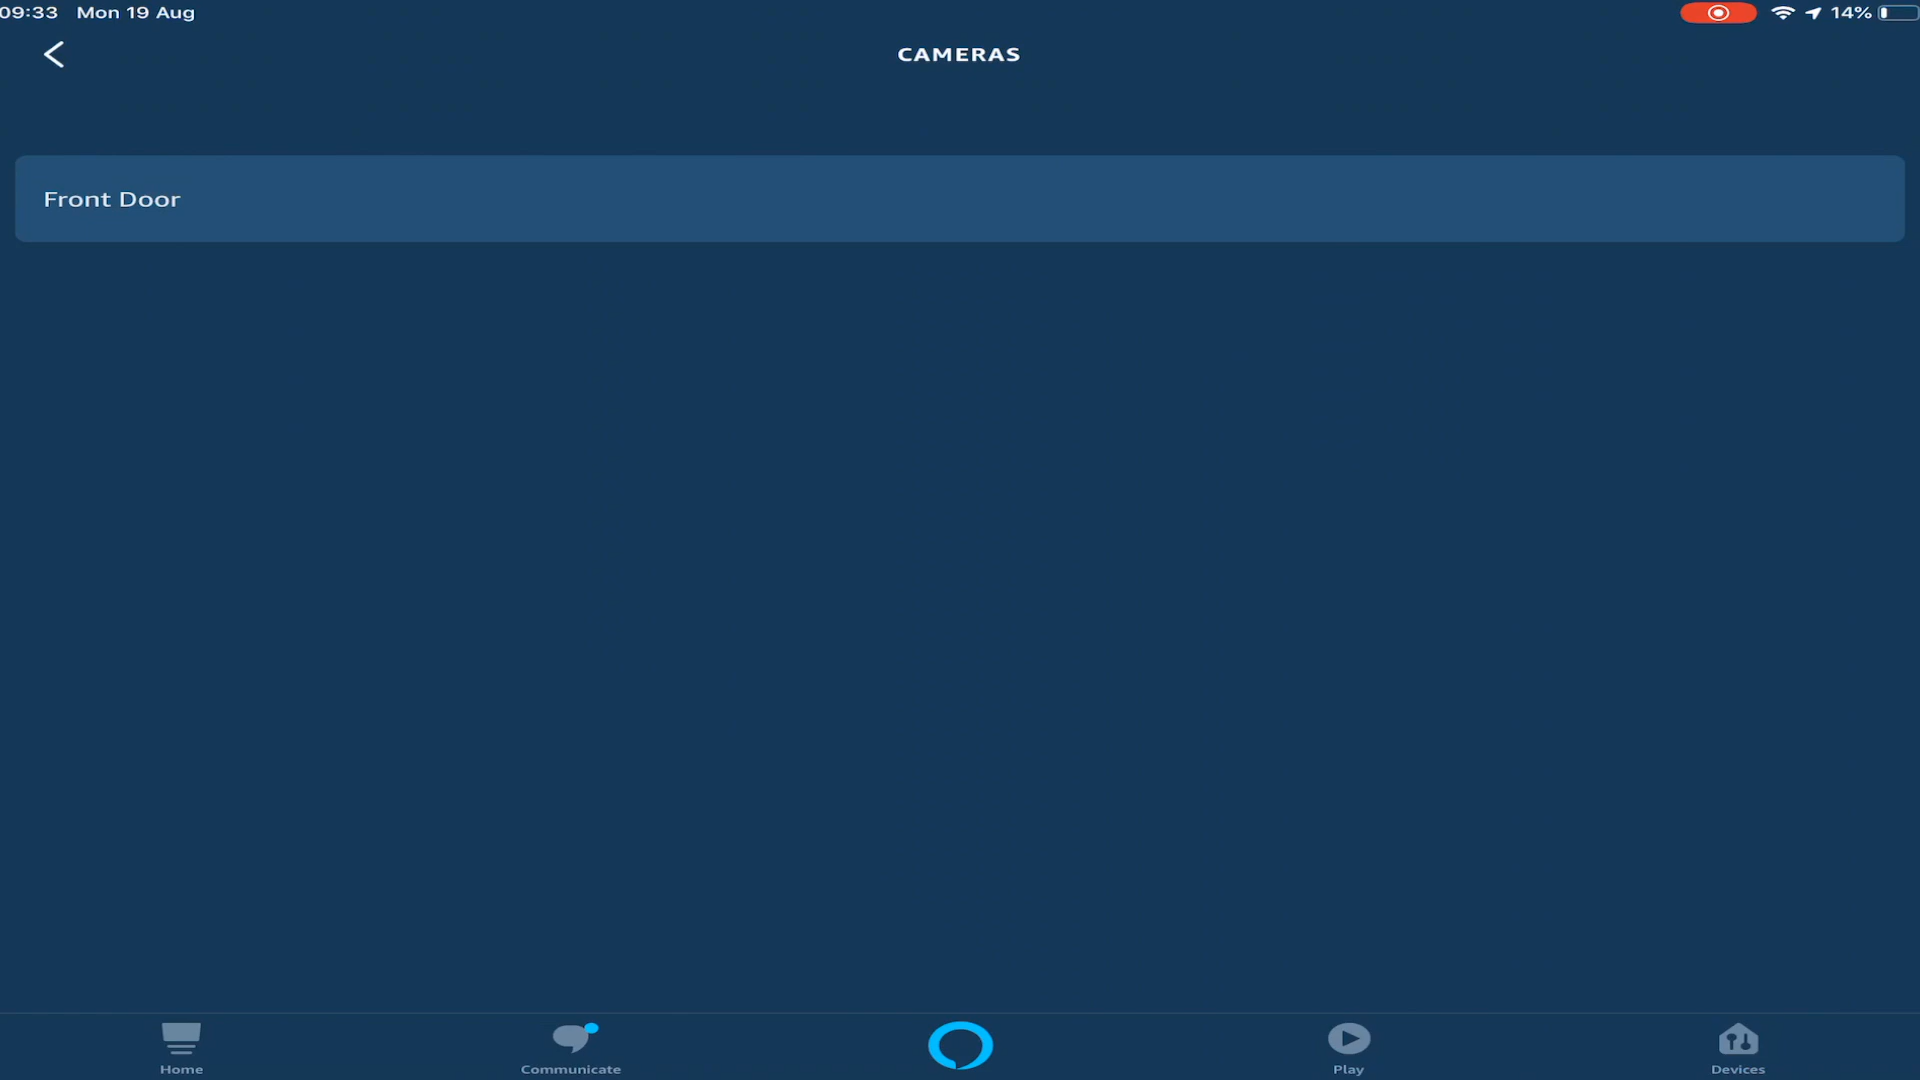 09:33 Mon 19 Aug 14%
CAMERAS
Front Door
Home Communicate Play Devices